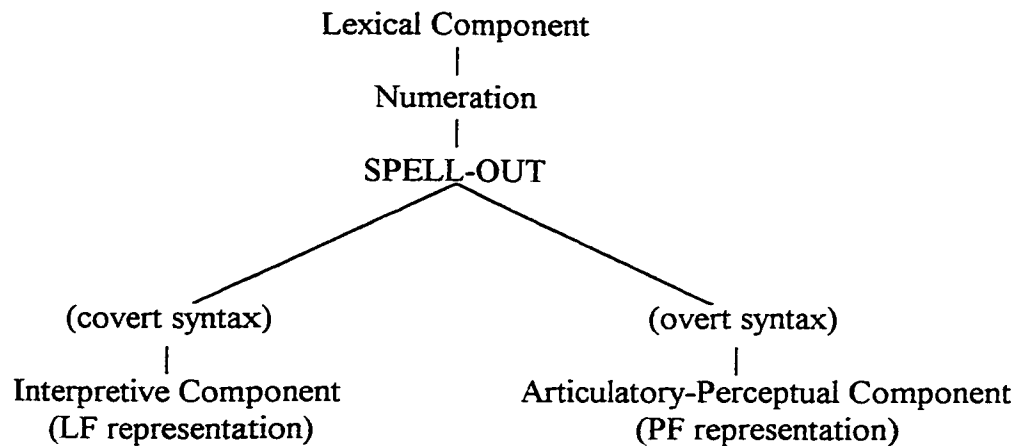 Lexical Component
Numeration
SPELL-OUT
(covert syntax) (overt syntax)
Interpretive Component Articulatory-Perceptual Component
(LF representation) (PF representation)